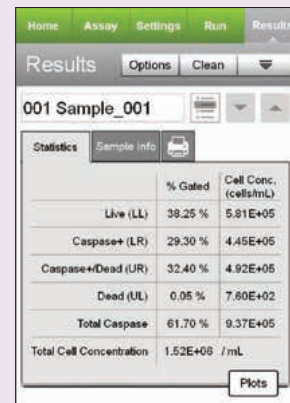 Home Assay Settings Run Results
Results Options Clean
001 Sample_001
Statistics Sample Info
% Gated Cell Conc. (cells/mL)
Live (LL) 38.25 % 5.81E+05
Caspase+ (LR) 29.30 % 4.45E+05
Caspase+/Dead (UR) 32.40 % 4.92E+05
Dead (UL) 0.05 % 7.60E+02
Total Caspase 61.70 % 9.37E+05
Total Cell Concentration 1.52E+06 /mL
Plots